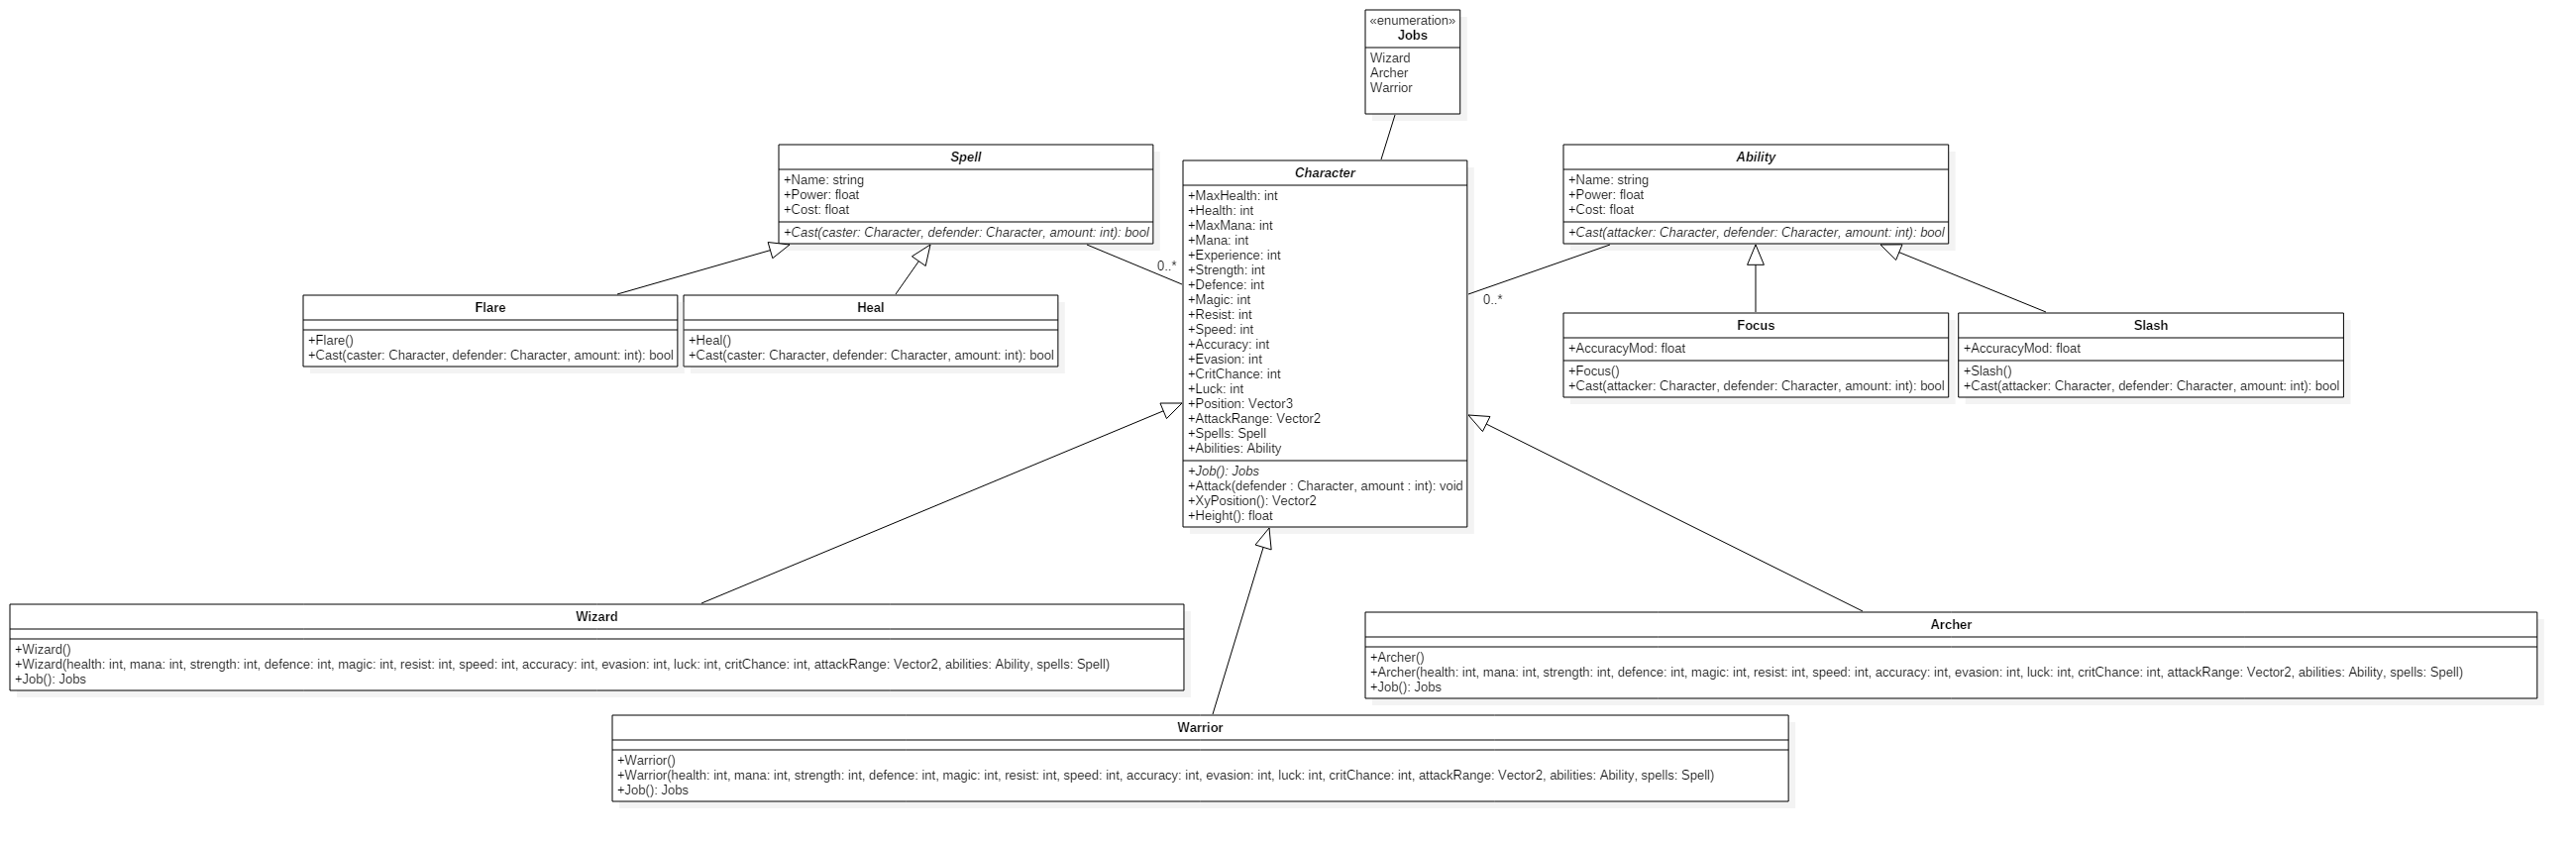 «enumeration»
Jobs
Wizard
Archer
Warrior
Spell
+Name: string
+Power: float
+Cost: float
+Cast(caster: Character, defender: Character, amount: int): bool
Character
+MaxHealth: int
+Health: int
+MaxMana: int
+Mana: int
+Experience: int
+Strength: int
+Defence: int
+Magic: int
+Resist: int
+Speed: int
+Accuracy: int
+Evasion: int
+CritChance: int
+Luck: int
+Position: Vector3
+AttackRange: Vector2
+Spells: Spell
+Abilities: Ability
+Job(): Jobs
+Attack(defender : Character, amount : int): void
+XyPosition(): Vector2
+Height(): float
Ability
+Name: string
+Power: float
+Cost: float
+Cast(attacker: Character, defender: Character, amount: int): bool
0..*
0..*
Flare
+Flare()
+Cast(caster: Character, defender: Character, amount: int): bool
Heal
+Heal()
+Cast(caster: Character, defender: Character, amount: int): bool
Focus
+AccuracyMod: float
+Focus()
+Cast(attacker: Character, defender: Character, amount: int): bool
Slash
+AccuracyMod: float
+Slash()
+Cast(attacker: Character, defender: Character, amount: int): bool
Wizard
+Wizard()
+Wizard(health: int, mana: int, strength: int, defence: int, magic: int, resist: int, speed: int, accuracy: int, evasion: int, luck: int, critChance: int, attackRange: Vector2, abilities: Ability, spells: Spell)
+Job(): Jobs
Archer
+Archer()
+Archer(health: int, mana: int, strength: int, defence: int, magic: int, resist: int, speed: int, accuracy: int, evasion: int, luck: int, critChance: int, attackRange: Vector2, abilities: Ability, spells: Spell)
+Job(): Jobs
Warrior
+Warrior()
+Warrior(health: int, mana: int, strength: int, defence: int, magic: int, resist: int, speed: int, accuracy: int, evasion: int, luck: int, critChance: int, attackRange: Vector2, abilities: Ability, spells: Spell)
+Job(): Jobs